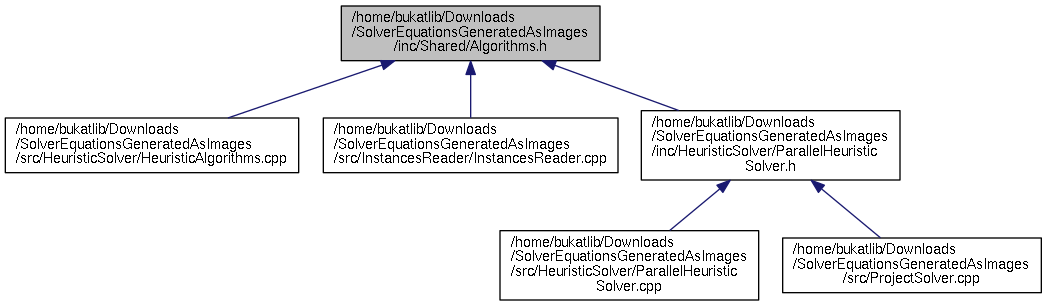 /home/bukatlib/Downloads
/SolverEquationsGeneratedAsImages
/inc/Shared/Algorithms.h
/home/bukatlib/Downloads
/SolverEquationsGeneratedAsImages
/src/HeuristicSolver/HeuristicAlgorithms.cpp
/home/bukatlib/Downloads
/SolverEquationsGeneratedAsImages
/src/InstancesReader/InstancesReader.cpp
/home/bukatlib/Downloads
/SolverEquationsGeneratedAsImages
/inc/HeuristicSolver/ParallelHeuristic
Solver.h
/home/bukatlib/Downloads
/SolverEquationsGeneratedAsImages
/src/HeuristicSolver/ParallelHeuristic
Solver.cpp
/home/bukatlib/Downloads
/SolverEquationsGeneratedAsImages
/src/ProjectSolver.cpp